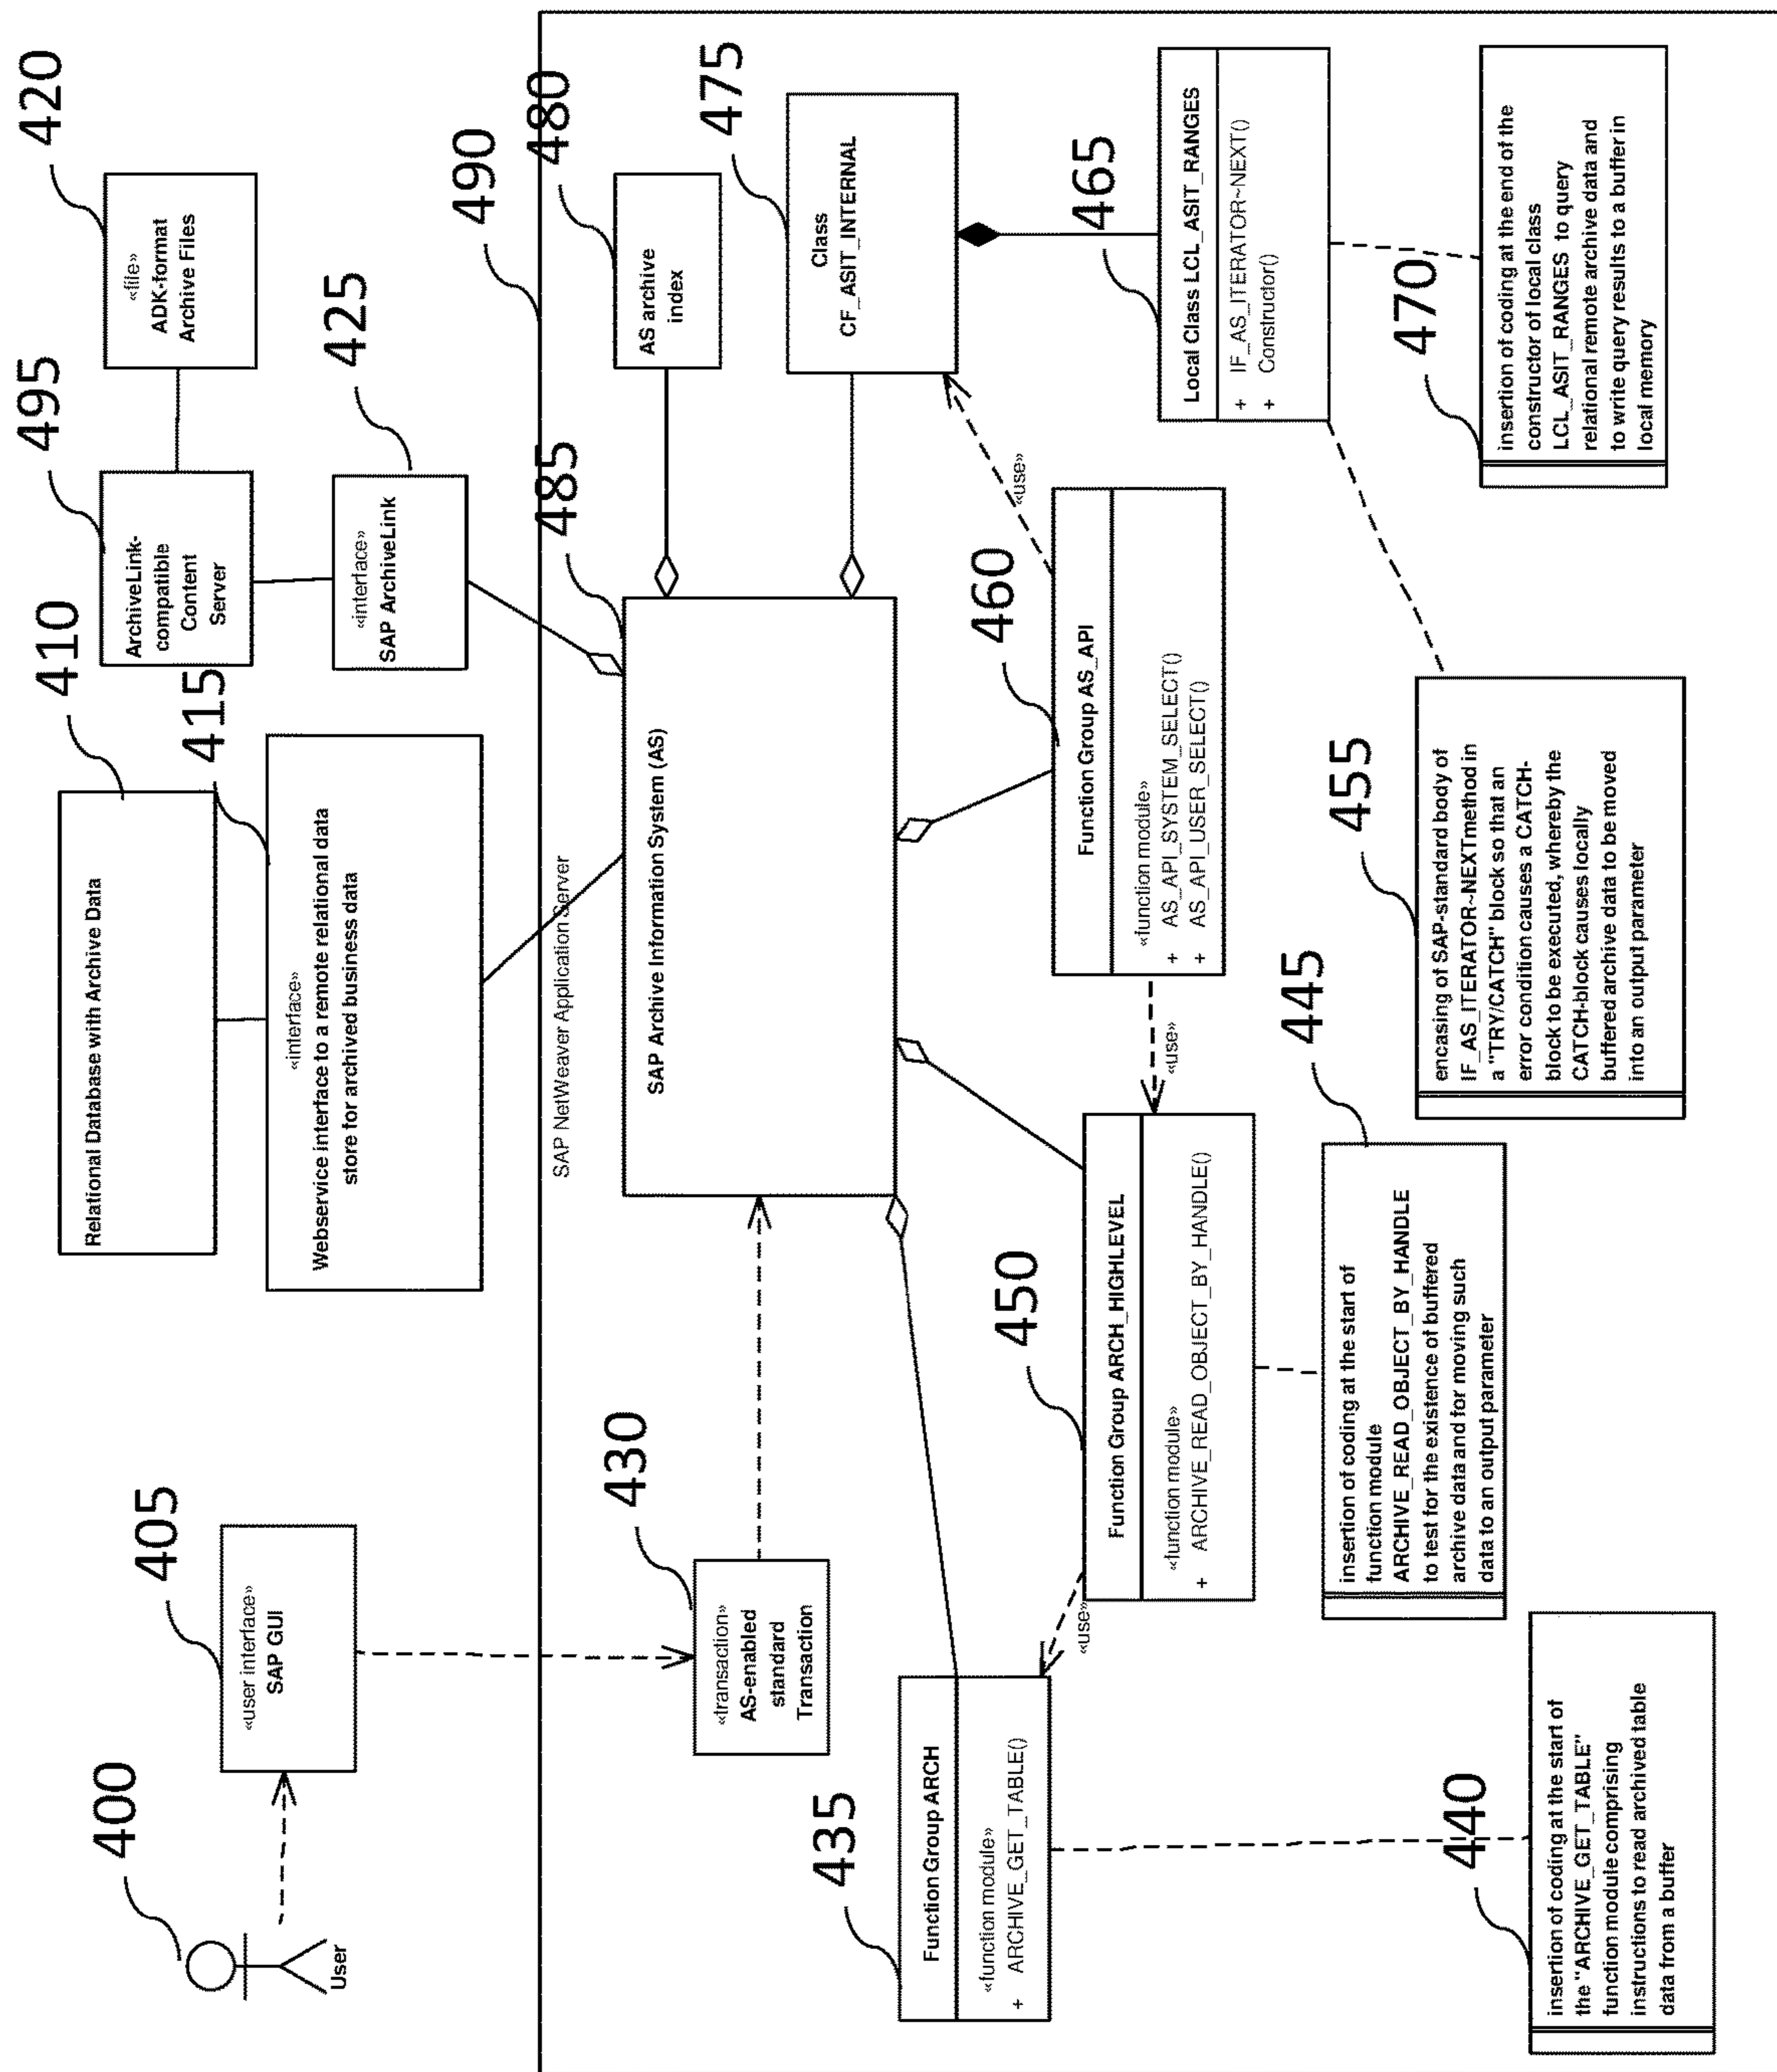 400
User
405
«user interface»
SAP GUI
410
Relational Database with Archive Data
415
«interface»
Webservice interface to a remote relational data
store for archived business data
495
ArchiveLink-
compatible
Content
Server
420
«file»
ADK-format
Archive Files
425
«interface»
SAP ArchiveLink
490
SAP NetWeaver Application Server
430
«transaction»
AS-enabled
standard
Transaction
485
SAP Archive Information System (AS)
480
AS archive
index
475
Class
CF_ASIT_INTERNAL
435
Function Group ARCH
«function module»
+ ARCHIVE_GET_TABLE()
«use»
450
Function Group ARCH_HIGHLEVEL
«function module»
+ ARCHIVE_READ_OBJECT_BY_HANDLE()
«use»
460
Function Group AS_API
«function module»
+ AS_API_SYSTEM_SELECT()
+ AS_API_USER_SELECT()
«use»
465
Local Class LCL_ASIT_RANGES
+ IF_AS_ITERATOR~NEXT()
+ Constructor()
440
insertion of coding at the start of
the "ARCHIVE_GET_TABLE"
function module comprising
instructions to read archived table
data from a buffer
445
insertion of coding at the start of
function module
ARCHIVE_READ_OBJECT_BY_HANDLE
to test for the existence of buffered
archive data and for moving such
data to an output parameter
455
encasing of SAP-standard body of
IF_AS_ITERATOR~NEXTmethod in
a "TRY/CATCH" block so that an
error condition causes a CATCH-
block to be executed, whereby the
CATCH-block causes locally
buffered archive data to be moved
into an output parameter
470
insertion of coding at the end of the
constructor of local class
LCL_ASIT_RANGES to query
relational remote archive data and
to write query results to a buffer in
local memory